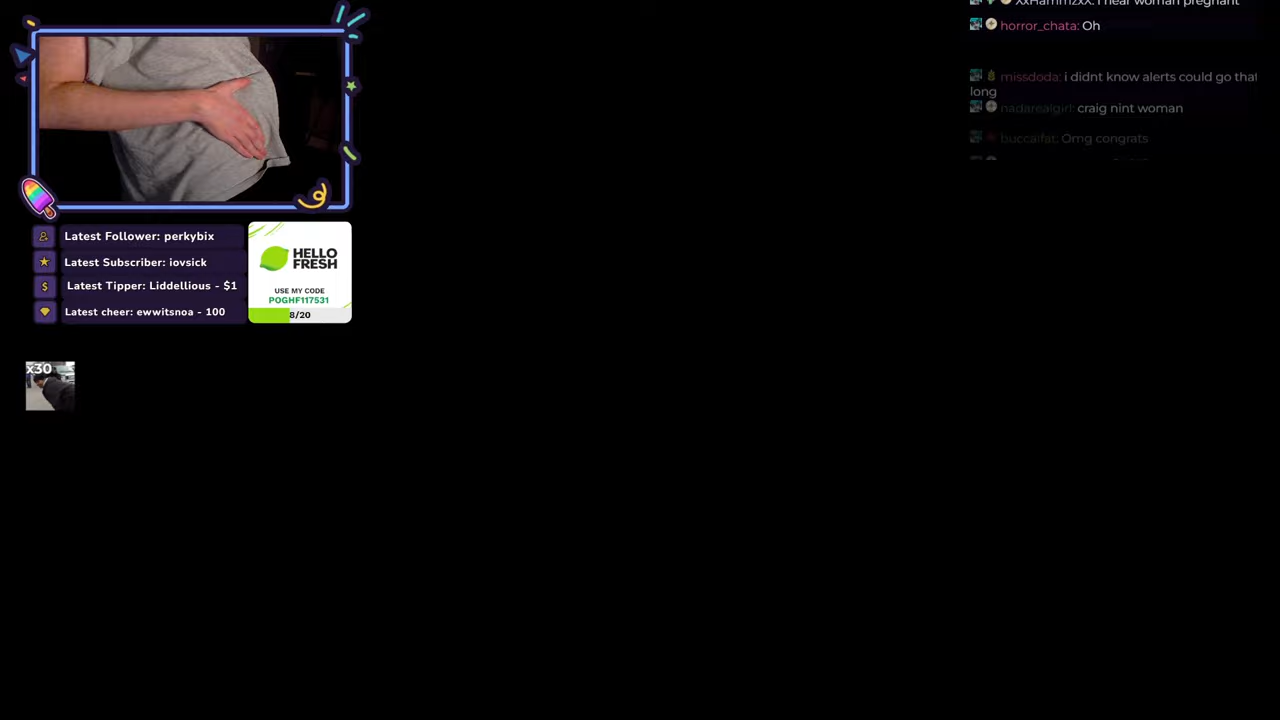 XxHammzxX: i hear woman pregnant
horror_chata: Oh
missdoda: i didnt know alerts could go that
long
nadarealgirl: craig nint woman
buccaifat: Omg congrats
Latest Follower: perkybix
Latest Subscriber: iovsick
Latest Tipper: Liddellious - $1
Latest cheer: ewwitsnoa - 100
HELLO
FRESH
USE MY CODE
POGHF117531
8/20
x30